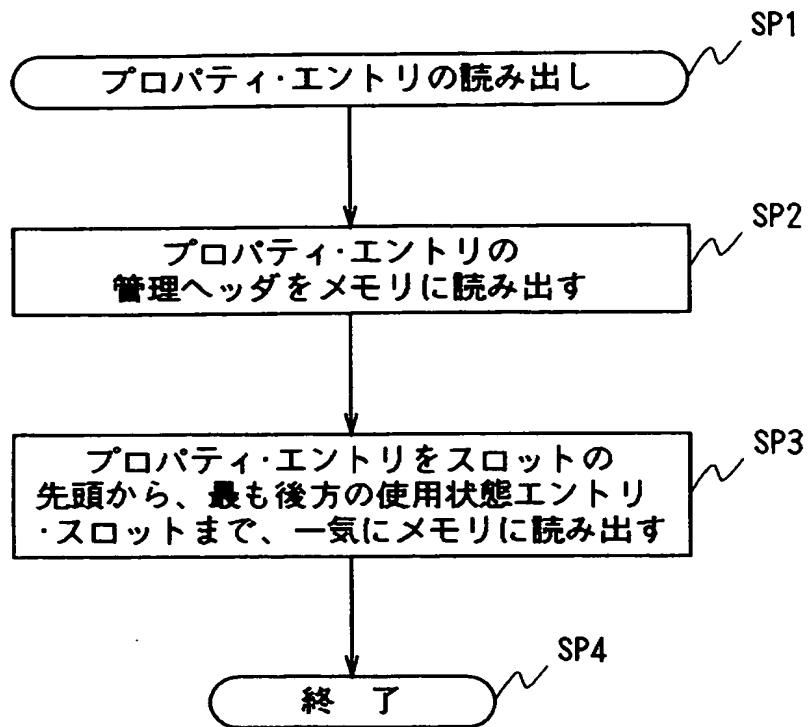 SP1
プロパティ・エントリの読み出し
SP2
プロパティ・エントリの
管理ヘッダをメモリに読み出す
SP3
プロパティ・エントリをスロットの
先頭から、最も後方の使用状態エントリ
・スロットまで、一気にメモリに読み出す
SP4
終 了